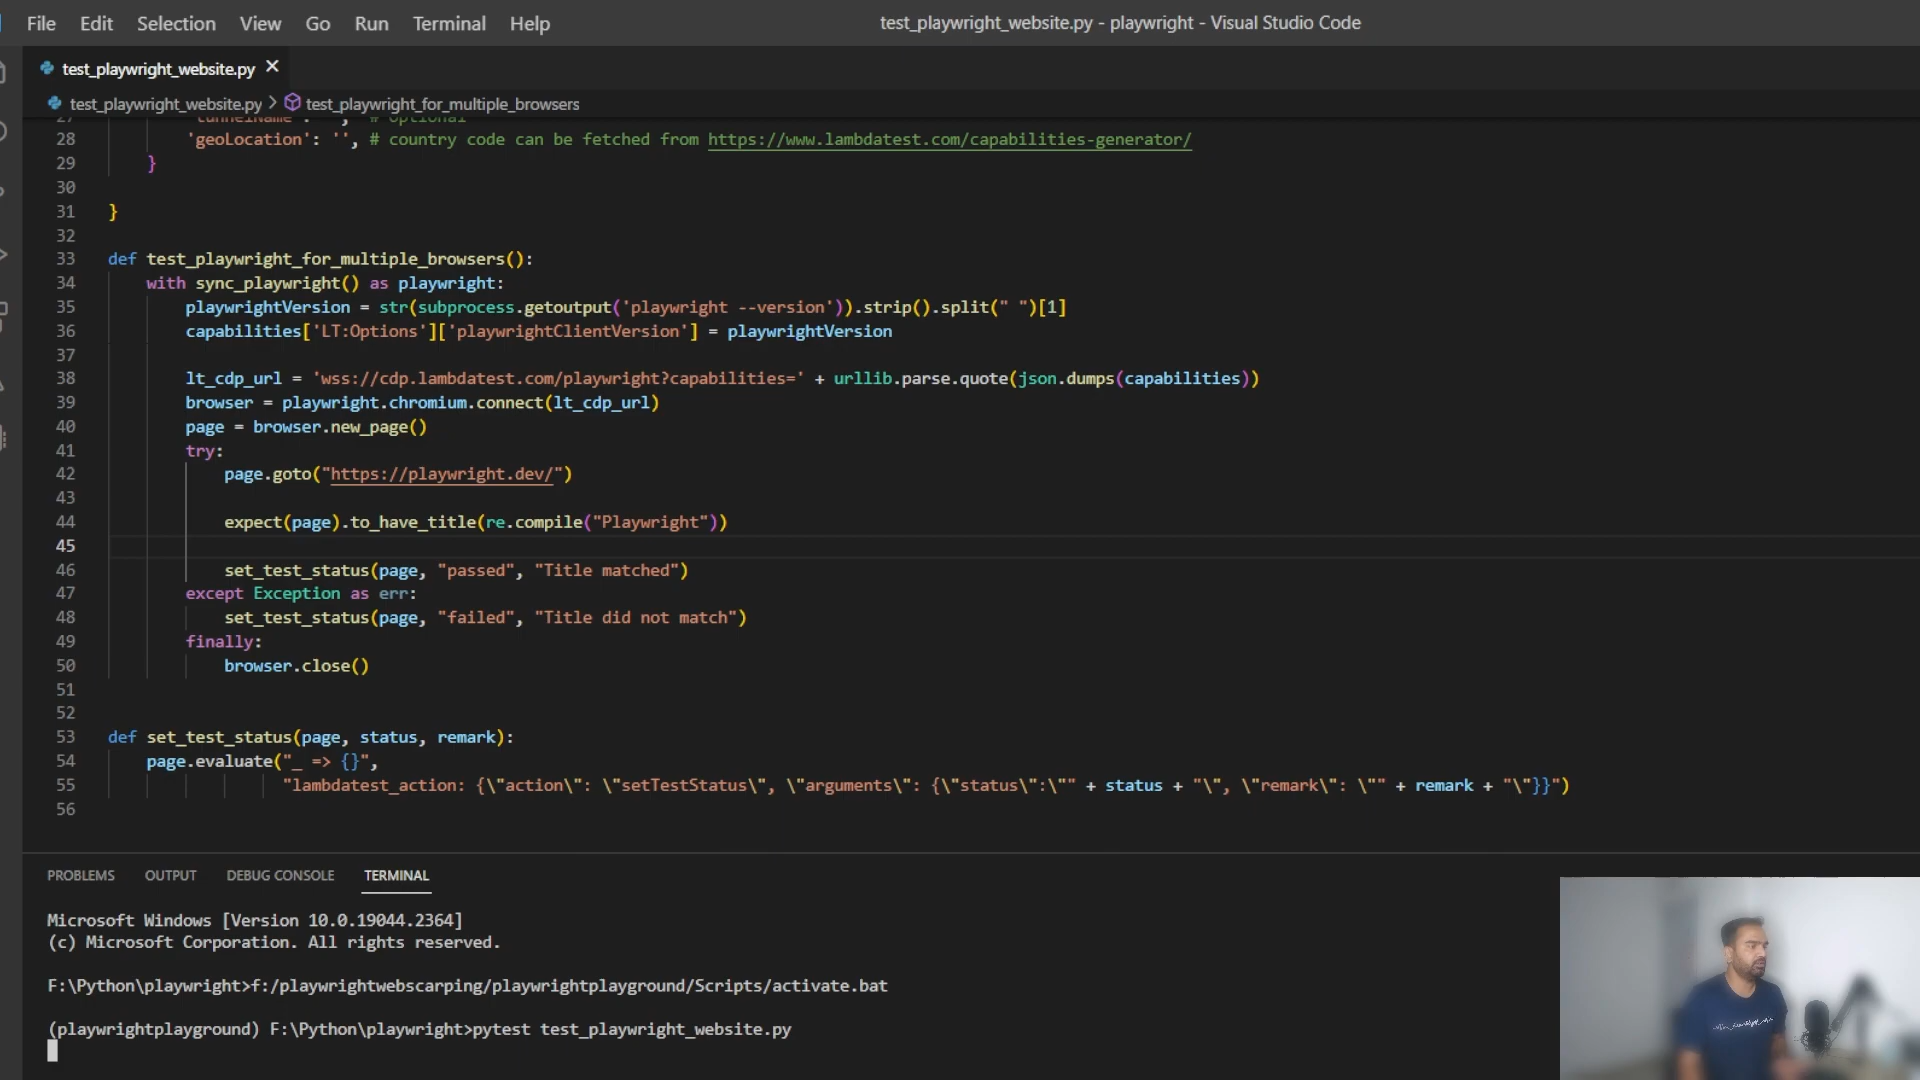 File Edit Selection View Go Run Terminal Help
test_playwright_website.py - playwright - Visual Studio Code
test_playwright_website.py
test_playwright_website.py > test_playwright_for_multiple_browsers
27 'tunnelName': '', # optional
28 'geoLocation': '', # country code can be fetched from https://www.lambdatest.com/capabilities-generator/
29 }
30
31 }
32
33 def test_playwright_for_multiple_browsers():
34 with sync_playwright() as playwright:
35 playwrightVersion = str(subprocess.getoutput('playwright --version')).strip().split(" ")[1]
36 capabilities['LT:Options']['playwrightClientVersion'] = playwrightVersion
37
38 lt_cdp_url = 'wss://cdp.lambdatest.com/playwright?capabilities=' + urllib.parse.quote(json.dumps(capabilities))
39 browser = playwright.chromium.connect(lt_cdp_url)
40 page = browser.new_page()
41 try:
42 page.goto("https://playwright.dev/")
43
44 expect(page).to_have_title(re.compile("Playwright"))
45
46 set_test_status(page, "passed", "Title matched")
47 except Exception as err:
48 set_test_status(page, "failed", "Title did not match")
49 finally:
50 browser.close()
51
52
53 def set_test_status(page, status, remark):
54 page.evaluate("_ => {}",
55 "lambdatest_action: {\"action\": \"setTestStatus\", \"arguments\": {\"status\":\"" + status + "\", \"remark\": \"" + remark + "\"}}")
56
PROBLEMS OUTPUT DEBUG CONSOLE TERMINAL
Microsoft Windows [Version 10.0.19044.2364]
(c) Microsoft Corporation. All rights reserved.
F:\Python\playwright>f:/playwrightwebscarping/playwrightplayground/Scripts/activate.bat
(playwrightplayground) F:\Python\playwright>pytest test_playwright_website.py